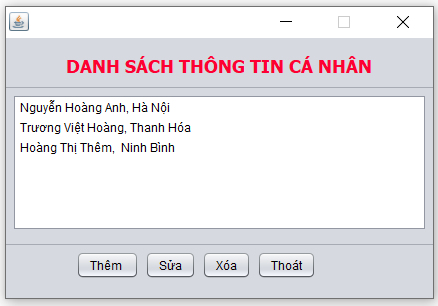 DANH SÁCH THÔNG TIN CÁ NHÂN
Nguyễn Hoàng Anh, Hà Nội
Trương Việt Hoàng, Thanh Hóa
Hoàng Thị Thêm,  Ninh Bình
Thêm Sửa Xóa Thoát